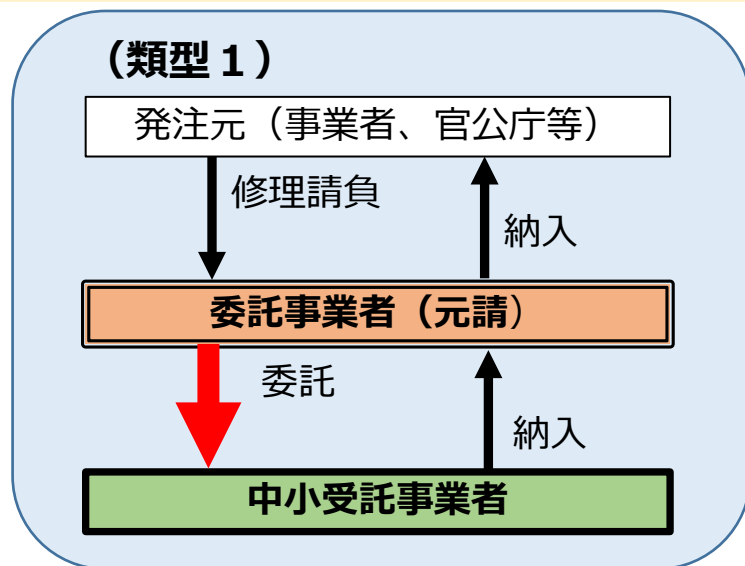 （類型１）
発注元（事業者、官公庁等）
修理請負
納入
委託事業者（元請）
委託
納入
中小受託事業者